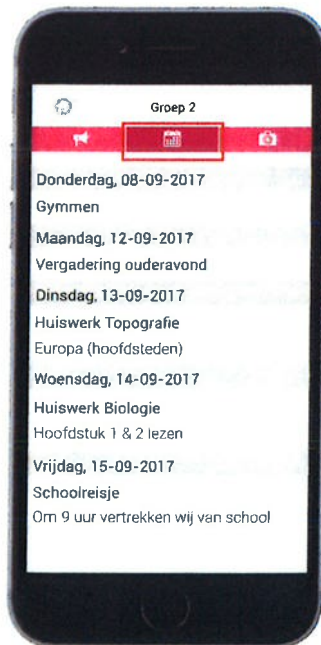 Groep 2
Donderdag, 08-09-2017
Gymmen
Maandag, 12-09-2017
Vergadering ouderavond
Dinsdag, 13-09-2017
Huiswerk Topografie
Europa (hoofdsteden)
Woensdag, 14-09-2017
Huiswerk Biologie
Hoofdstuk 1 & 2 lezen
Vrijdag, 15-09-2017
Schoolreisje
Om 9 uur vertrekken wij van school